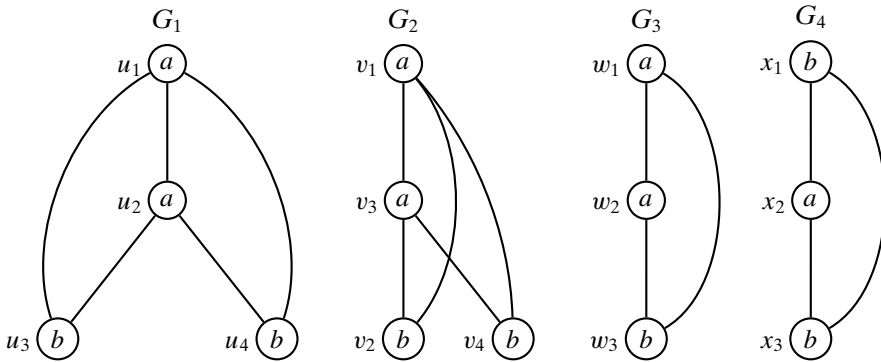 G₁ G₂ G₃ G₄
u₁ a v₁ a w₁ a x₁ b
u₂ a v₃ a w₂ a x₂ a
u₃ b u₄ b v₂ b v₄ b w₃ b x₃ b